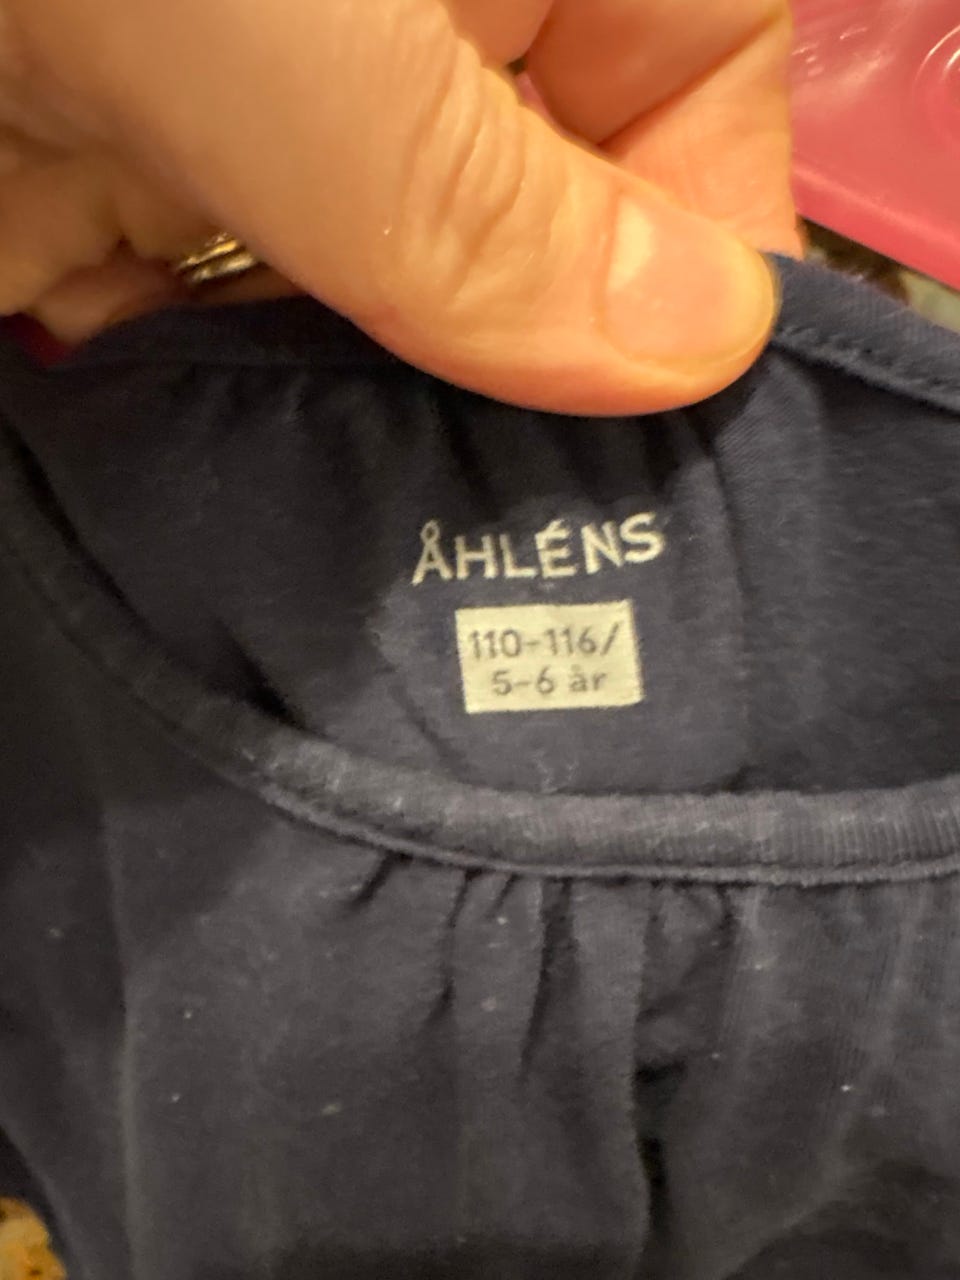 ÅHLÉNS
110-116/
5-6 år